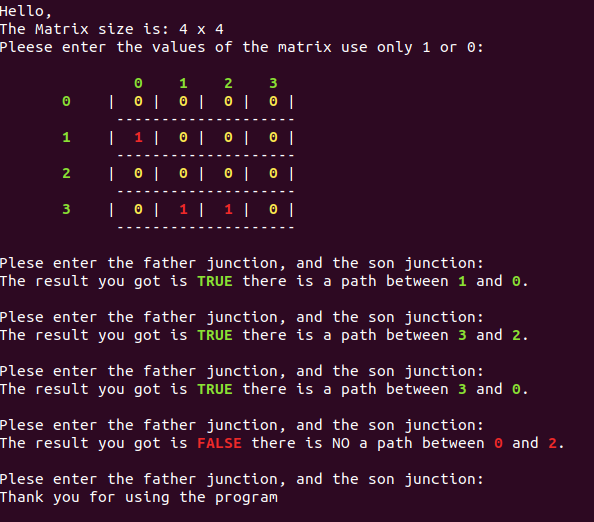 Hello,
The Matrix size is: 4 x 4
Pleese enter the values of the matrix use only 1 or 0:
0 1 2 3
0 | 0 | 0 | 0 | 0 |
--------------------
1 | 1 | 0 | 0 | 0 |
--------------------
2 | 0 | 0 | 0 | 0 |
--------------------
3 | 0 | 1 | 1 | 0 |
--------------------
Plese enter the father junction, and the son junction:
The result you got is TRUE there is a path between 1 and 0.
Plese enter the father junction, and the son junction:
The result you got is TRUE there is a path between 3 and 2.
Plese enter the father junction, and the son junction:
The result you got is TRUE there is a path between 3 and 0.
Plese enter the father junction, and the son junction:
The result you got is FALSE there is NO a path between 0 and 2.
Plese enter the father junction, and the son junction:
Thank you for using the program